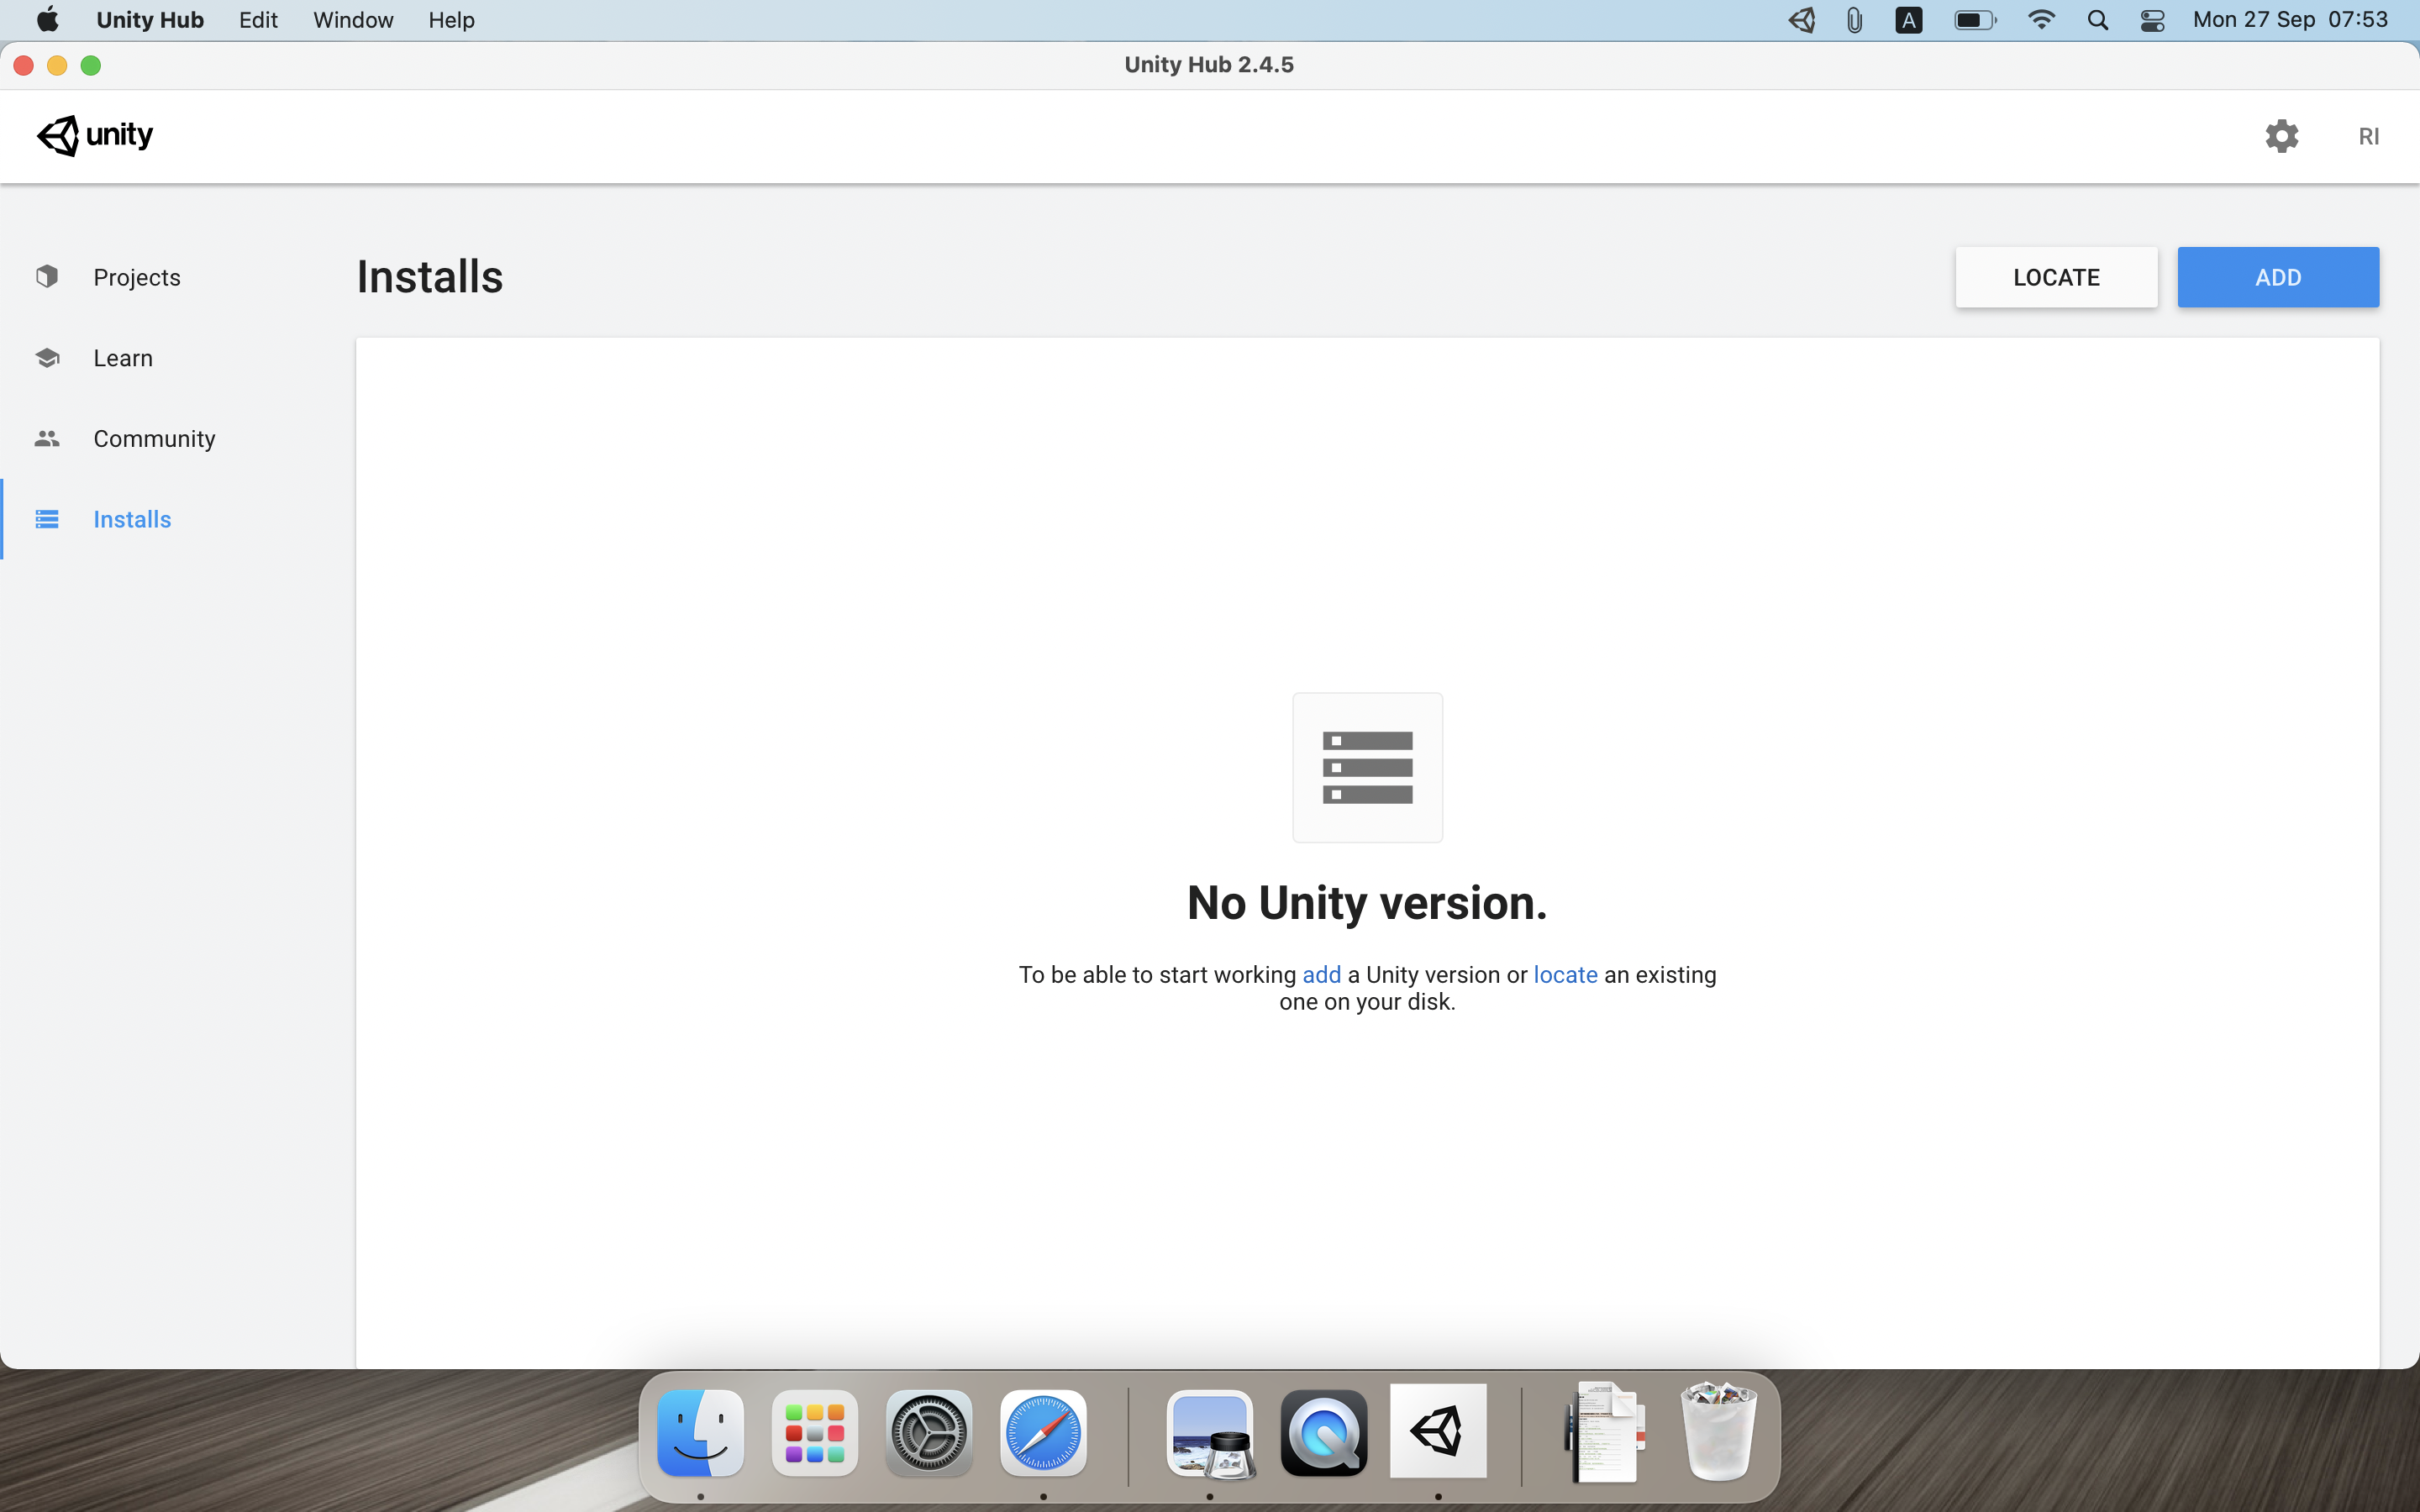 Unity Hub Edit Window Help
A Mon 27 Sep 07:53
Unity Hub 2.4.5
unity
RI
Projects
Learn
Community
Installs
Installs
LOCATE
ADD
No Unity version.
To be able to start working add a Unity version or locate an existing
one on your disk.